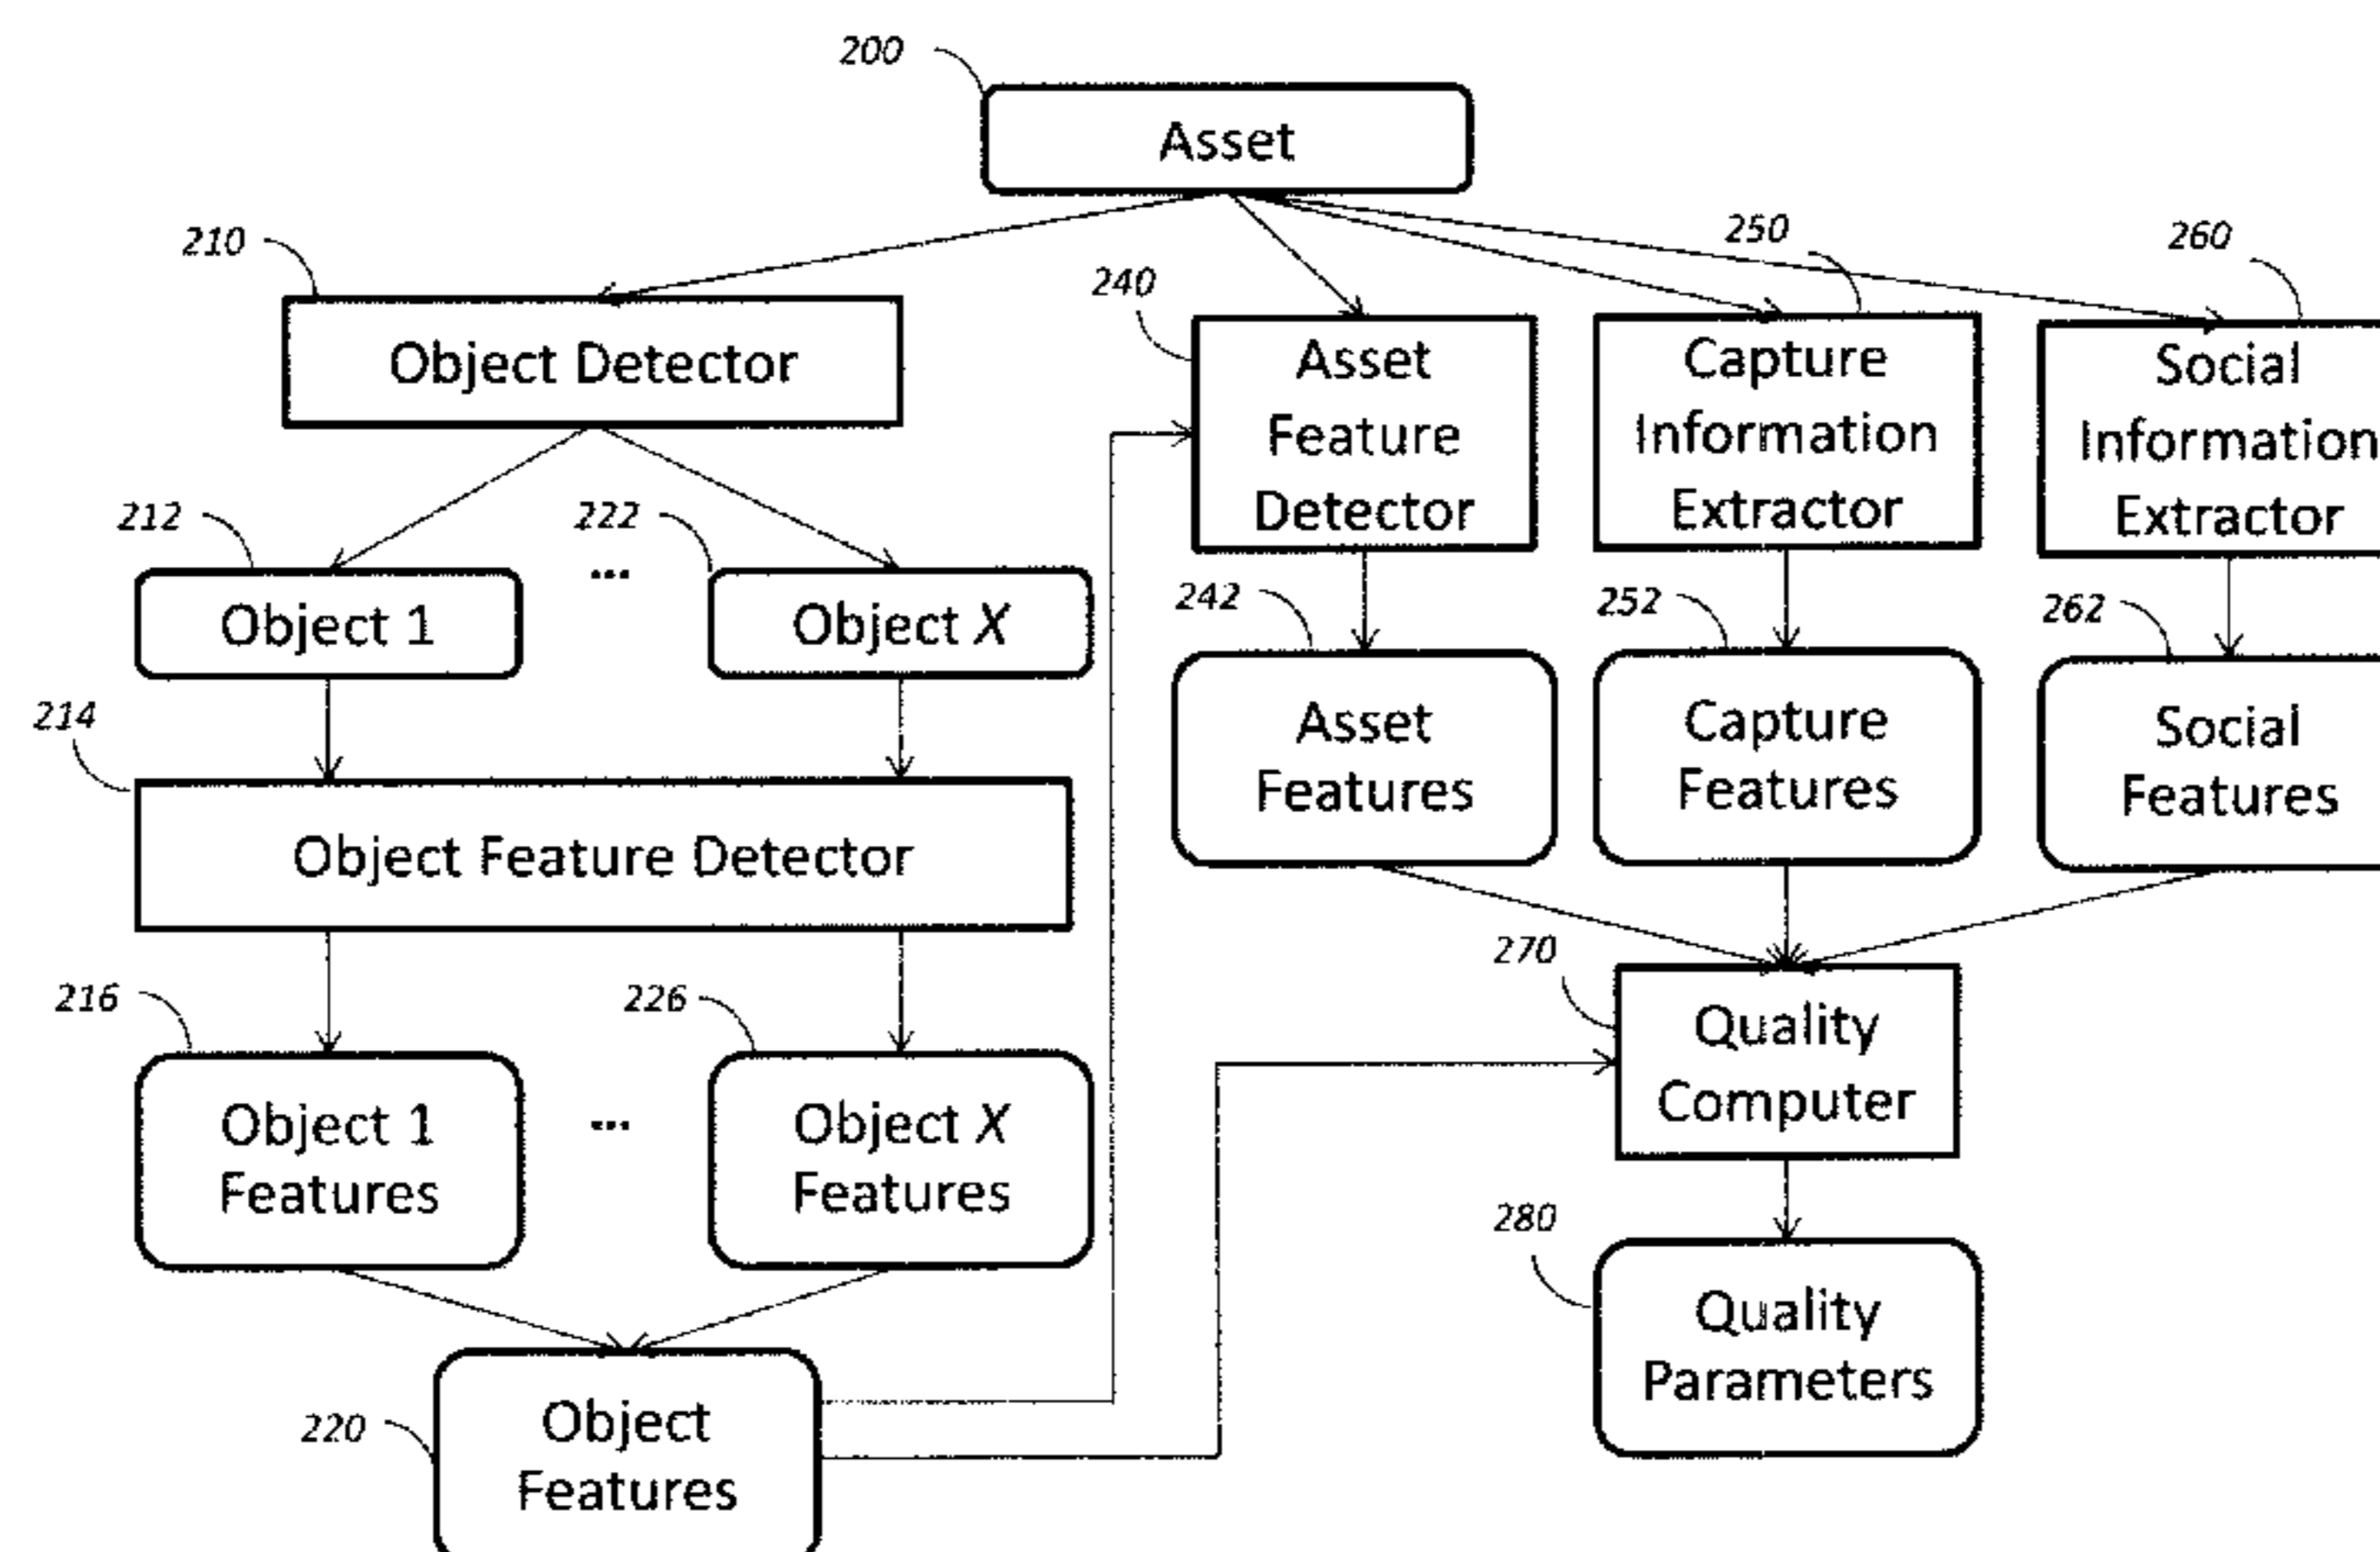 200
Asset
210
250
260
240
Object Detector
Asset
Feature
Detector
Capture
Information
Extractor
Social
Information
Extractor
212
...
222
Object 1
Object X
242
252
262
214
Asset
Features
Capture
Features
Social
Features
Object Feature Detector
216
226
270
Object 1
Features
...
Object X
Features
Quality
Computer
280
Quality
Parameters
220
Object
Features